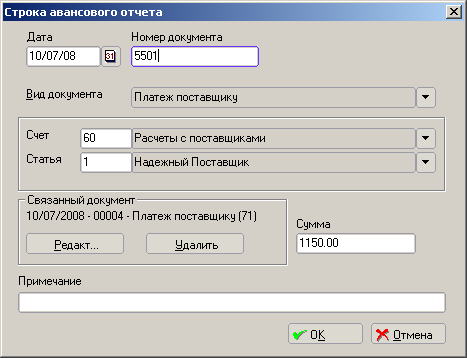 Строка авансового отчета
Дата Номер документа
10/07/08 31 5501
Вид документа Платеж поставщику
Счет 60 Расчеты с поставщиками
Статья 1 Надежный Поставщик
Связанный документ
10/07/2008 - 00004 - Платеж поставщику (71)
Сумма
Редакт... Удалить 1150.00
Примечание
OK Отмена